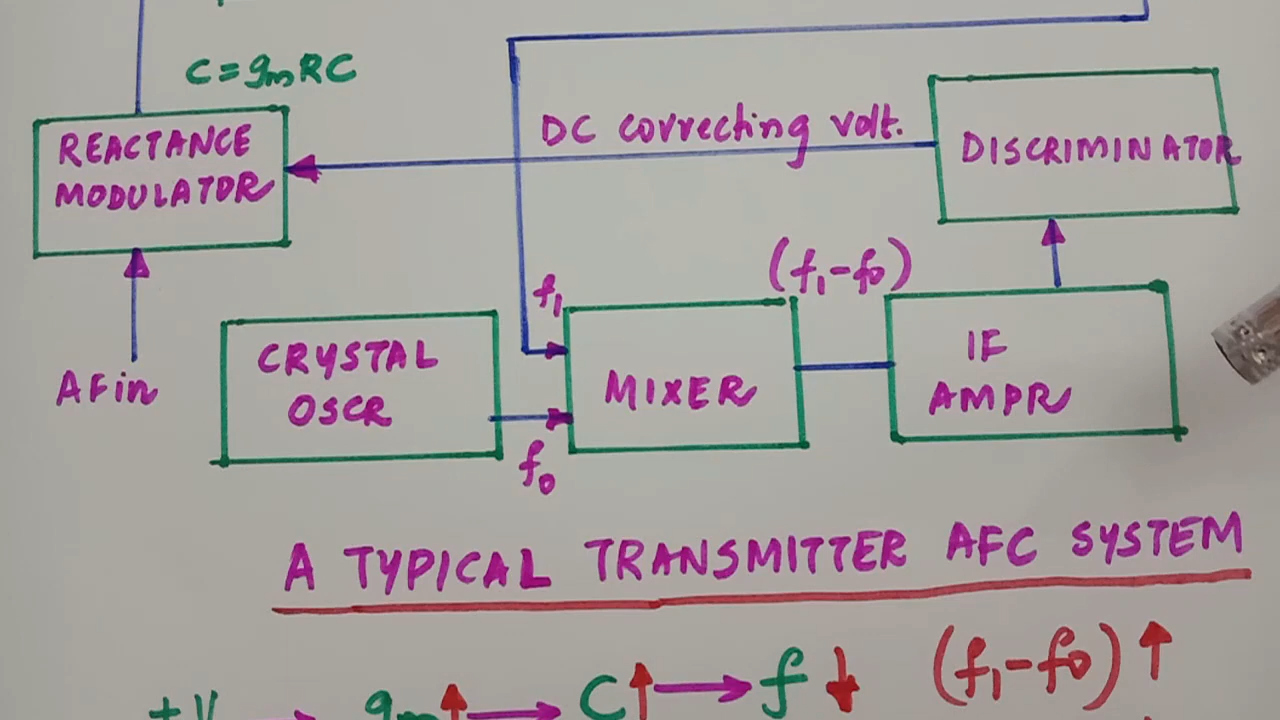 C = gmRC
REACTANCE
MODULATOR
DC correcting volt.
DISCRIMINATOR
(f1-f0)
f1
CRYSTAL
OSCR
MIXER
IF
AMPR
AF in
f0
A TYPICAL TRANSMITTER AFC SYSTEM
(f1-f0)↑
+V → gm↑ → C↑ → f↓